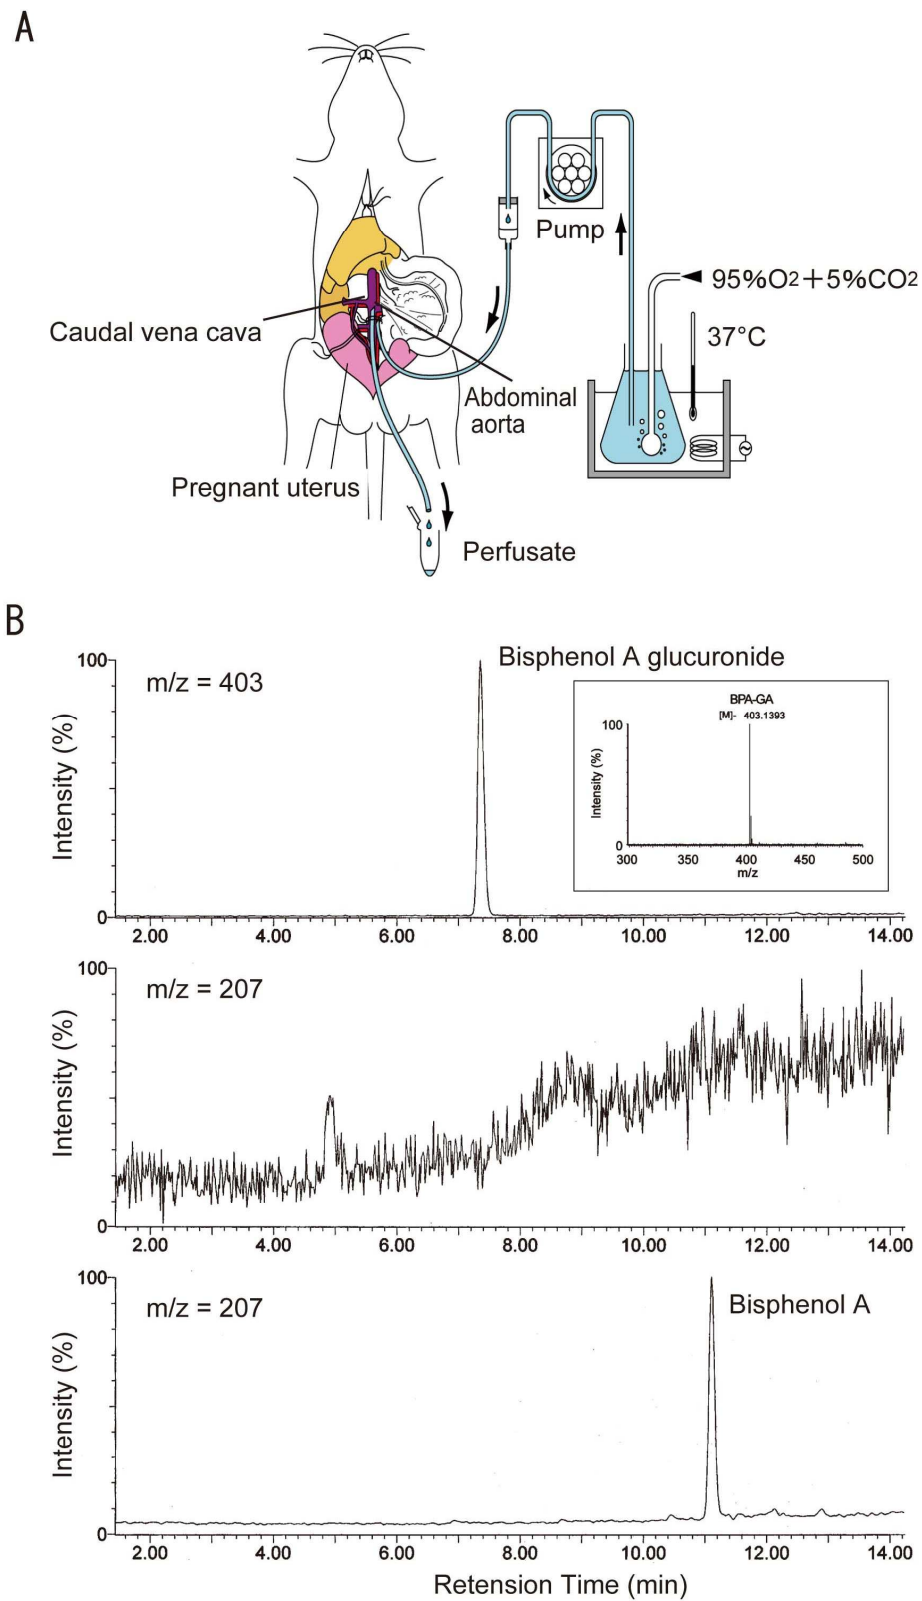 A
Pump
95%O2+5%CO2
37°C
Caudal vena cava
Abdominal
aorta
Pregnant uterus
Perfusate
B
Bisphenol A glucuronide
m/z = 403
BPA-GA
[M]- 403.1393
100
Intensity (%)
0
300 350 400 450 500
m/z
100
Intensity (%)
0
2.00 4.00 6.00 8.00 10.00 12.00 14.00
m/z = 207
100
Intensity (%)
0
2.00 4.00 6.00 8.00 10.00 12.00 14.00
m/z = 207
Bisphenol A
100
Intensity (%)
0
2.00 4.00 6.00 8.00 10.00 12.00 14.00
Retension Time (min)